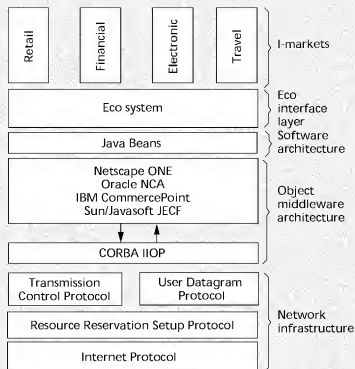 Retail
Financial
Electronic
Travel
I-markets
Eco system
Eco
interface
layer
Java Beans
Software
architecture
Netscape ONE
Oracle NCA
IBM CommercePoint
Sun/Javasoft JECF
Object
middleware
architecture
CORBA IIOP
Transmission
Control Protocol
User Datagram
Protocol
Resource Reservation Setup Protocol
Network
infrastructure
Internet Protocol